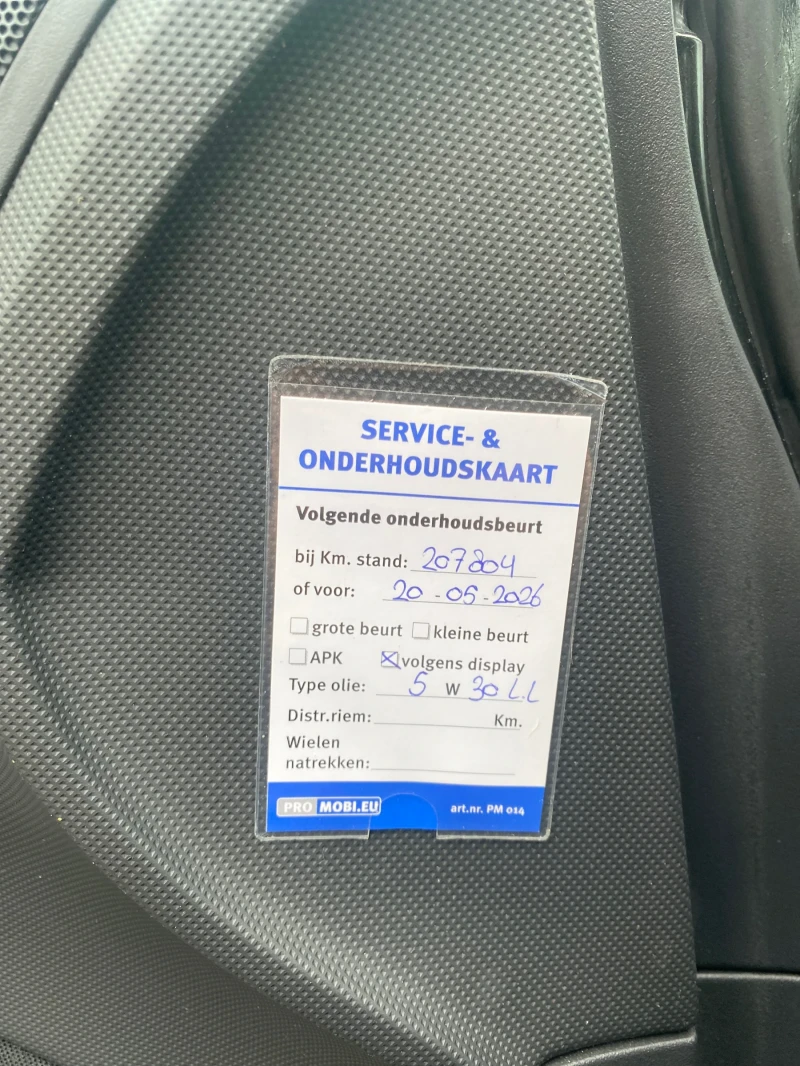 SERVICE- &
ONDERHOUDSKAART
Volgende onderhoudsbeurt
bij Km. stand: 207804
of voor: 20 - 05 - 2026
grote beurt kleine beurt
APK volgens display
Type olie: 5 W 30 L.L
Distr.riem: Km.
Wielen
natrekken:
PRO MOBI.EU art.nr. PM 014